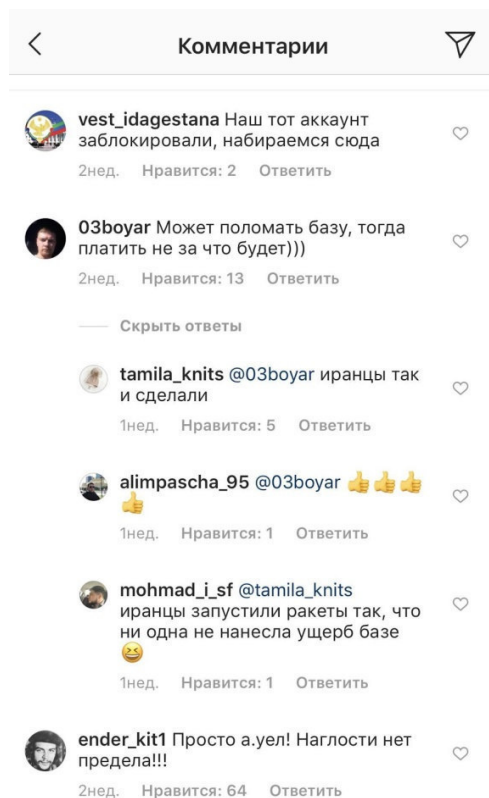 Комментарии
vest_idagestana Наш тот аккаунт
заблокировали, набираемся сюда
2нед. Нравится: 2 Ответить
03boyar Может поломать базу, тогда
платить не за что будет)))
2нед. Нравится: 13 Ответить
Скрыть ответы
tamila_knits @03boyar иранцы так
и сделали
1нед. Нравится: 5 Ответить
alimpascha_95 @03boyar 👍👍👍
👍
1нед. Нравится: 1 Ответить
mohmad_i_sf @tamila_knits
иранцы запустили ракеты так, что
ни одна не нанесла ущерб базе
😆
1нед. Нравится: 1 Ответить
ender_kit1 Просто а.уел! Наглости нет
предела!!!
2нед. Нравится: 64 Ответить